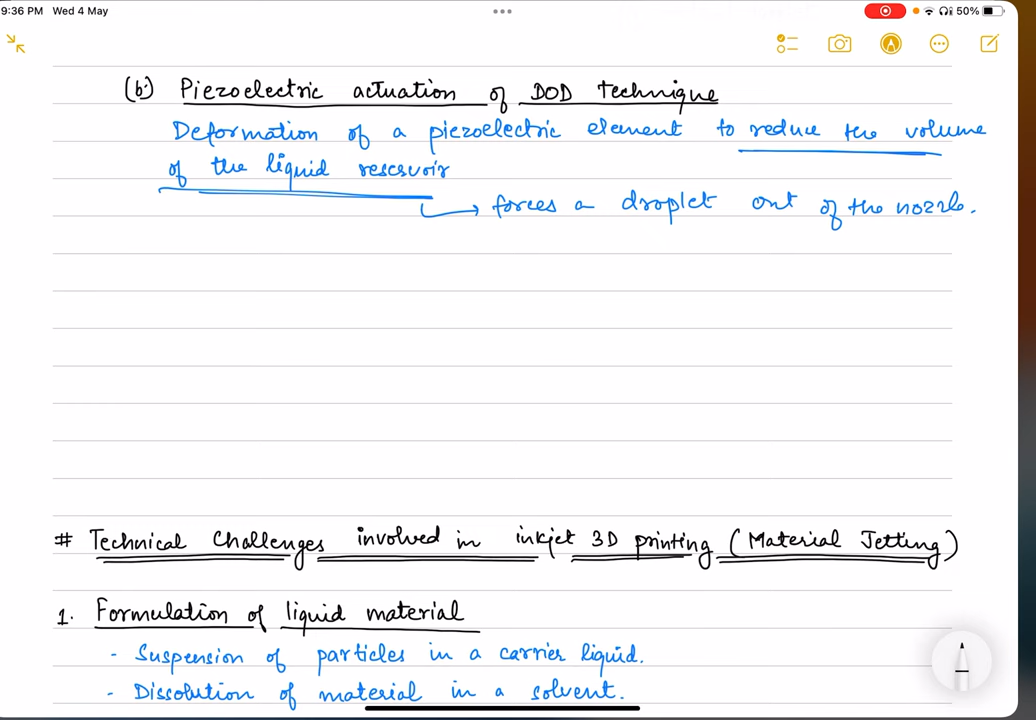 9:36 PM Wed 4 May
50%
(b) Piezoelectric actuation of DOD technique
Deformation of a piezoelectric element to reduce the volume
of the liquid rescrvoir
→ forces a droplet out of the nozzle.
# Technical Challenges involved in inkjet 3D printing (Material Jetting)
1. Formulation of liquid material
- Suspension of particles in a carrier liquid.
- Dissolution of material in a solvent.